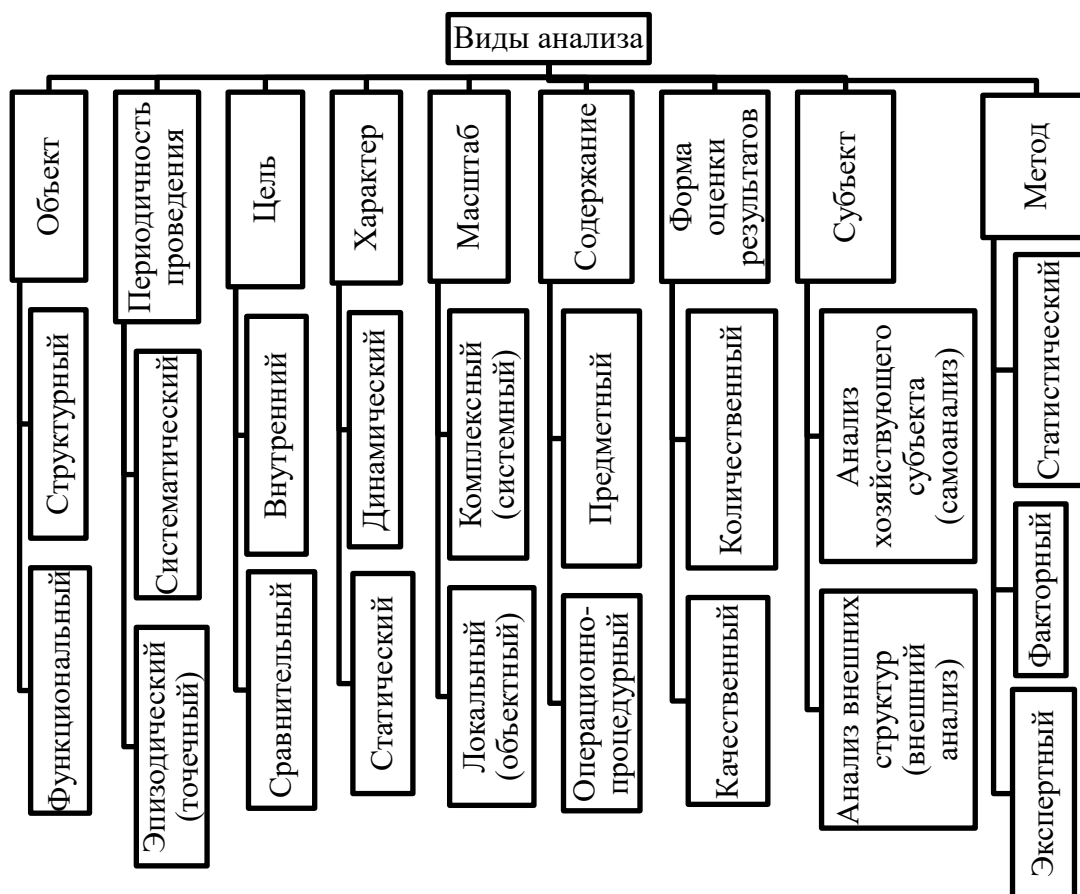 Виды анализа
Объект
Структурный
Функциональный
Периодичность
проведения
Систематический
Эпизодический
(точечный)
Цель
Внутренний
Сравнительный
Характер
Динамический
Статический
Масштаб
Комплексный
(системный)
Локальный
(объектный)
Содержание
Предметный
Операционно-
процедурный
Форма
оценки
результатов
Количественный
Качественный
Субъект
Анализ
хозяйствующего
субъекта
(самоанализ)
Анализ внешних
структур
(внешний
анализ)
Метод
Статистический
Факторный
Экспертный